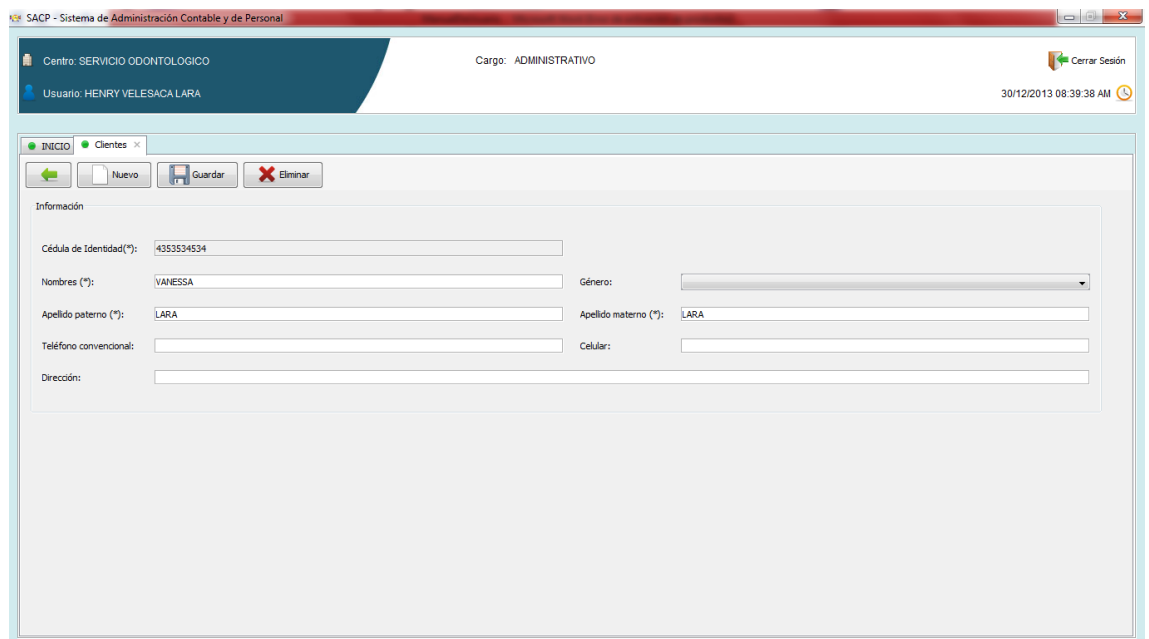 SACP - Sistema de Administración Contable y de Personal
Centro: SERVICIO ODONTOLOGICO
Cargo: ADMINISTRATIVO
Cerrar Sesión
Usuario: HENRY VELESACA LARA
30/12/2013 08:39:38 AM
INICIO Clientes
Nuevo Guardar Eliminar
Información
Cédula de Identidad(*): 4353534534
Nombres (*): VANESSA Género:
Apellido paterno (*): LARA Apellido materno (*): LARA
Teléfono convencional: Celular:
Dirección: